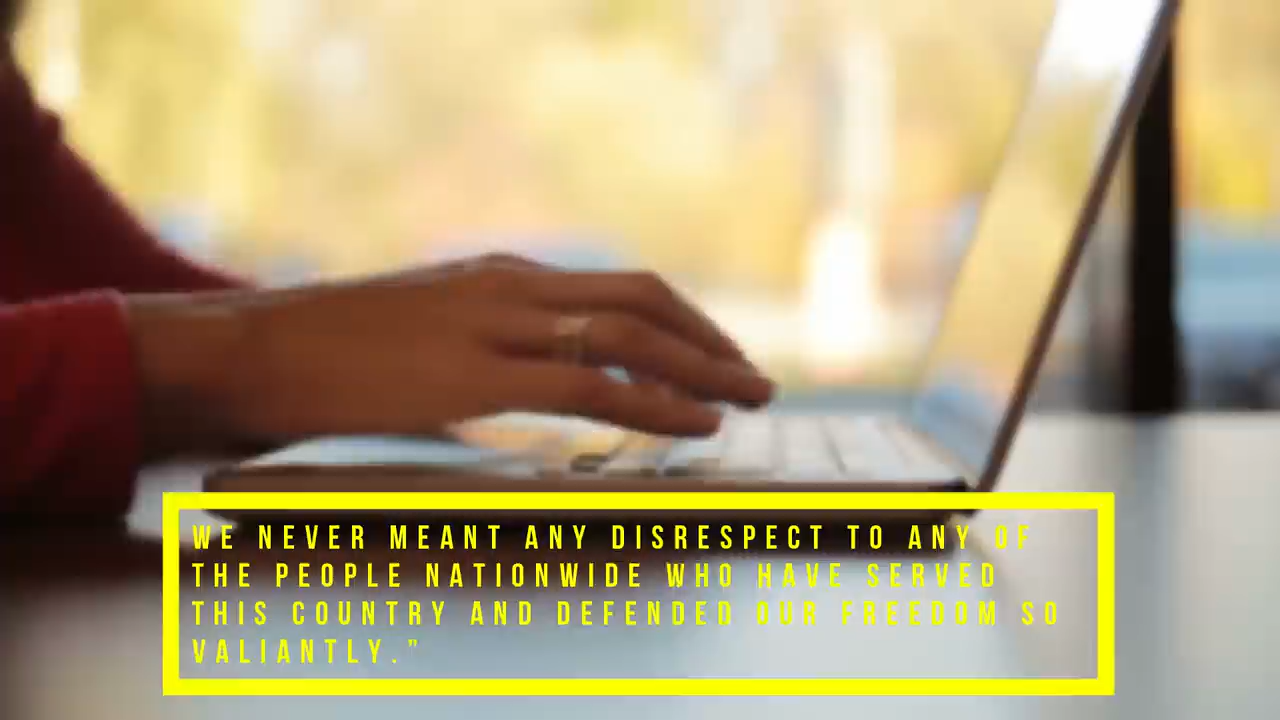 WE NEVER MEANT ANY DISRESPECT TO ANY OF
THE PEOPLE NATIONWIDE WHO HAVE SERVED
THIS COUNTRY AND DEFENDED OUR FREEDOM SO
VALIANTLY.”